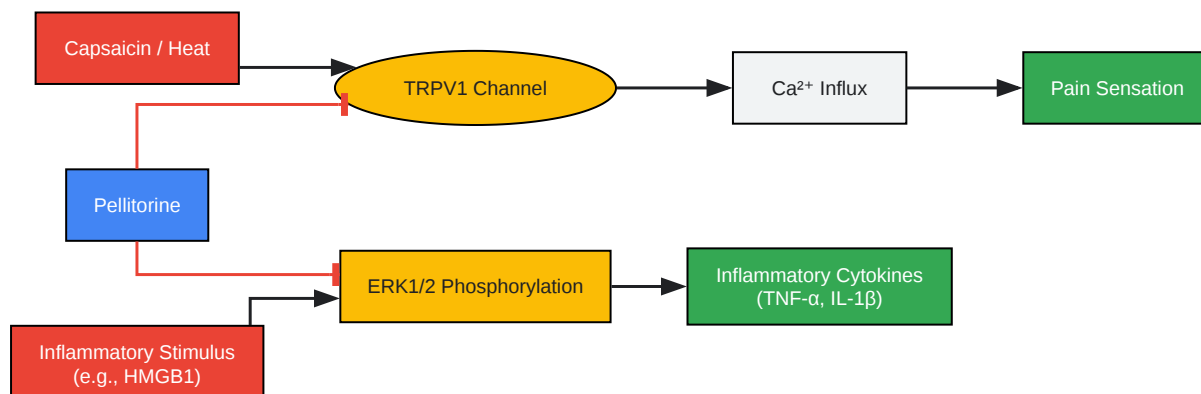 Capsaicin / Heat
TRPV1 Channel
Ca²⁺ Influx
Pain Sensation
Pellitorine
ERK1/2 Phosphorylation
Inflammatory Cytokines
(TNF-α, IL-1β)
Inflammatory Stimulus
(e.g., HMGB1)